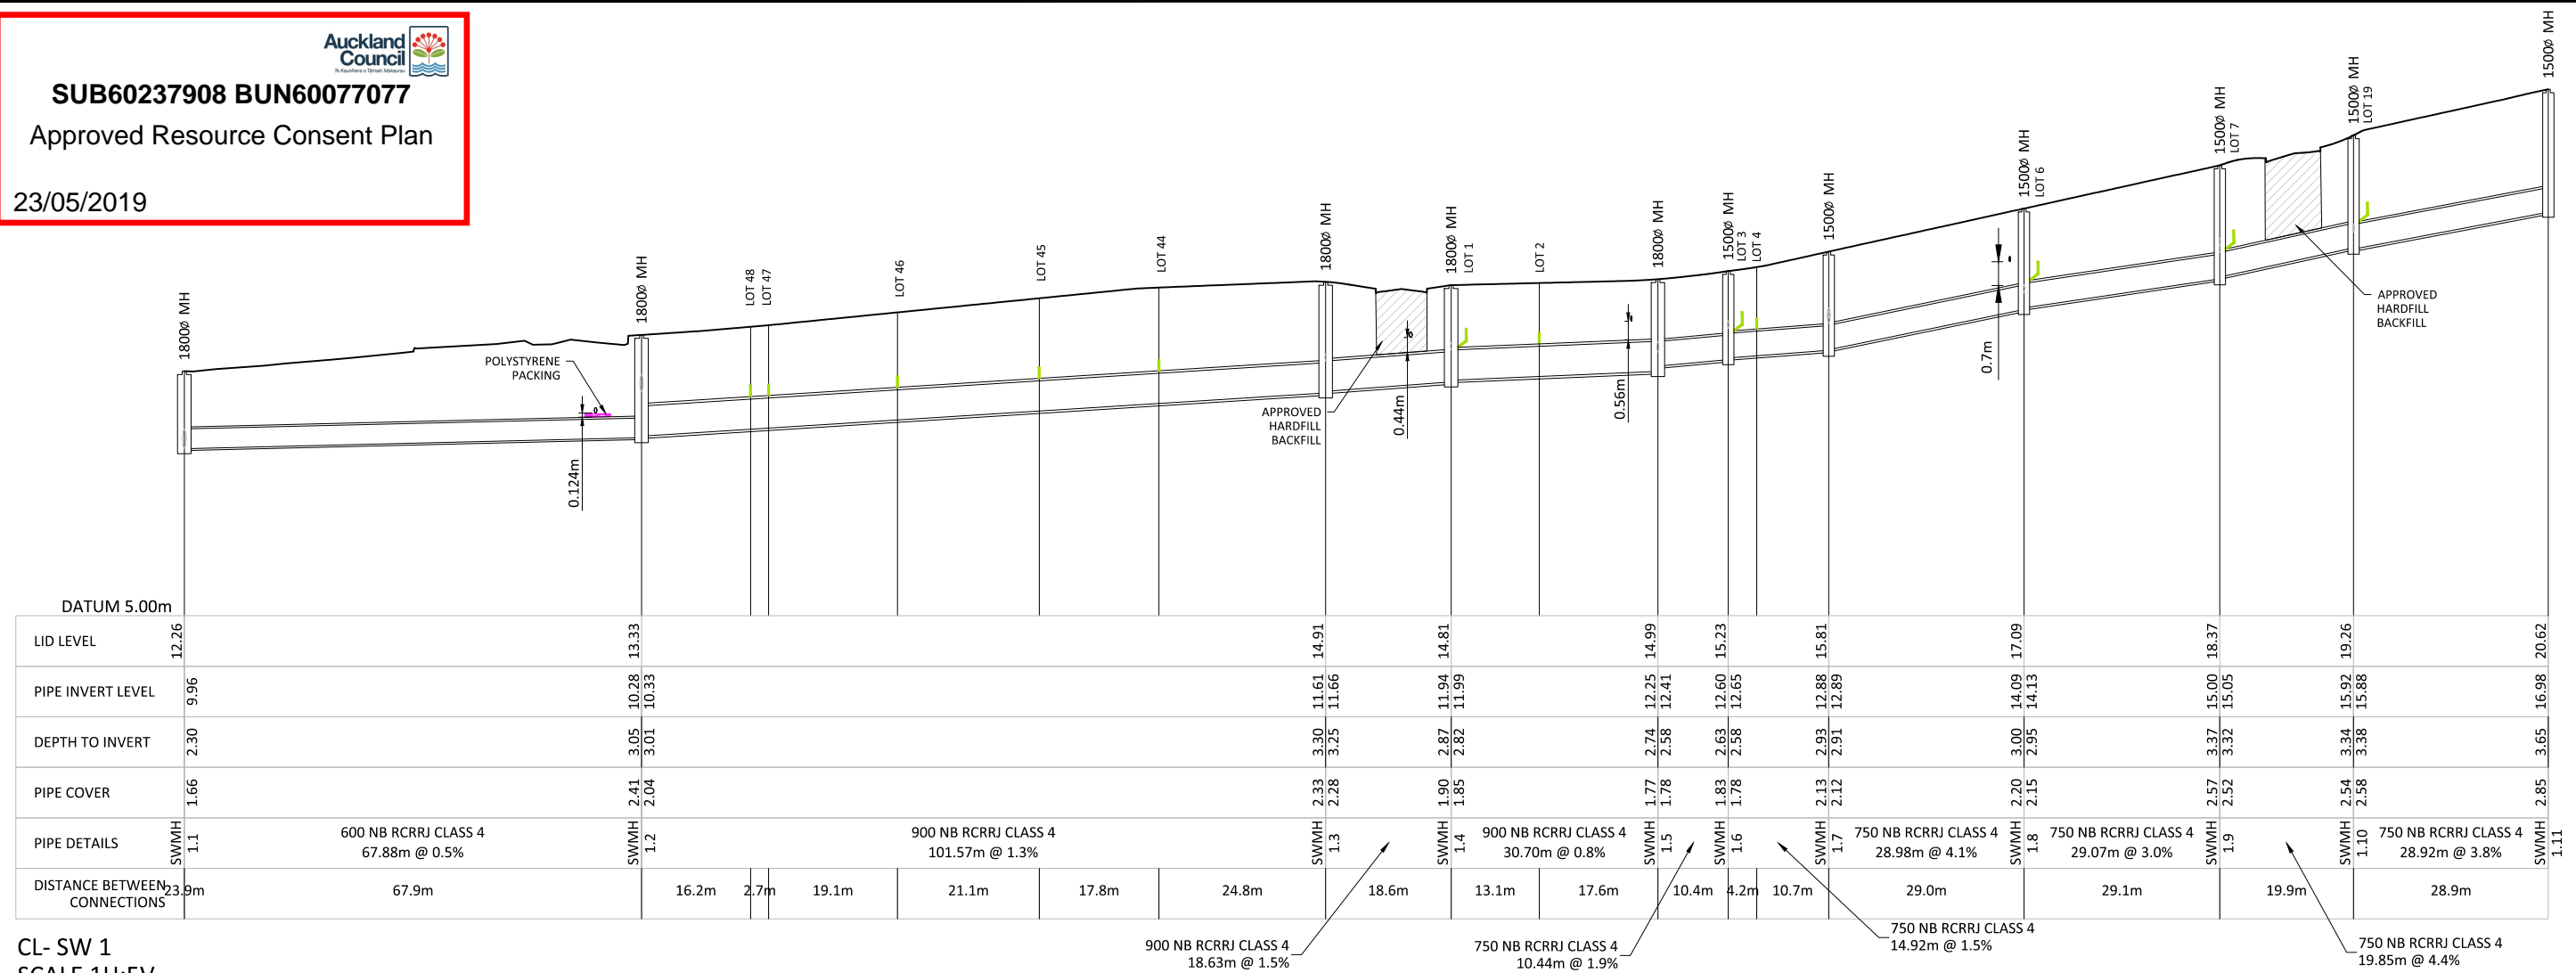 Auckland
Council
Te Kaunihera o Tāmaki Makaurau
SUB60237908 BUN60077077
Approved Resource Consent Plan
23/05/2019
1800Ø MH
1800Ø MH
LOT 48
LOT 47
LOT 46
LOT 45
LOT 44
1800Ø MH
1800Ø MH
LOT 1
LOT 2
1800Ø MH
1500Ø MH
LOT 3
LOT 4
1500Ø MH
1500Ø MH
LOT 6
1500Ø MH
LOT 7
1500Ø MH
LOT 19
1500Ø MH
POLYSTYRENE
PACKING
0.124m
APPROVED
HARDFILL
BACKFILL
0.44m
0.56m
0.7m
APPROVED
HARDFILL
BACKFILL
DATUM 5.00m
LID LEVEL 12.26 13.33 14.91 14.81 14.99 15.23 15.81 17.09 18.37 19.26 20.62
PIPE INVERT LEVEL 9.96 10.28 10.33 11.61 11.66 11.94 11.99 12.25 12.41 12.60 12.65 12.88 12.89 14.09 14.13 15.00 15.05 15.92 15.88 16.98
DEPTH TO INVERT 2.30 3.05 3.01 3.30 3.25 2.87 2.82 2.74 2.58 2.63 2.58 2.93 2.91 3.00 2.95 3.37 3.32 3.34 3.38 3.65
PIPE COVER 1.66 2.41 2.04 2.33 2.28 1.90 1.85 1.77 1.78 1.83 1.78 2.13 2.12 2.20 2.15 2.57 2.52 2.54 2.58 2.85
PIPE DETAILS
SWMH
1.1
600 NB RCRRJ CLASS 4
67.88m @ 0.5%
SWMH
1.2
900 NB RCRRJ CLASS 4
101.57m @ 1.3%
SWMH
1.3
SWMH
1.4
900 NB RCRRJ CLASS 4
30.70m @ 0.8%
SWMH
1.5
SWMH
1.6
SWMH
1.7
750 NB RCRRJ CLASS 4
28.98m @ 4.1%
SWMH
1.8
750 NB RCRRJ CLASS 4
29.07m @ 3.0%
SWMH
1.9
SWMH
1.10
750 NB RCRRJ CLASS 4
28.92m @ 3.8%
SWMH
1.11
DISTANCE BETWEEN
CONNECTIONS
23.9m 67.9m 16.2m 2.7m 19.1m 21.1m 17.8m 24.8m 18.6m 13.1m 17.6m 10.4m 4.2m 10.7m 29.0m 29.1m 19.9m 28.9m
900 NB RCRRJ CLASS 4
18.63m @ 1.5%
750 NB RCRRJ CLASS 4
10.44m @ 1.9%
750 NB RCRRJ CLASS 4
14.92m @ 1.5%
750 NB RCRRJ CLASS 4
19.85m @ 4.4%
CL- SW 1
SCALE 1H:5V